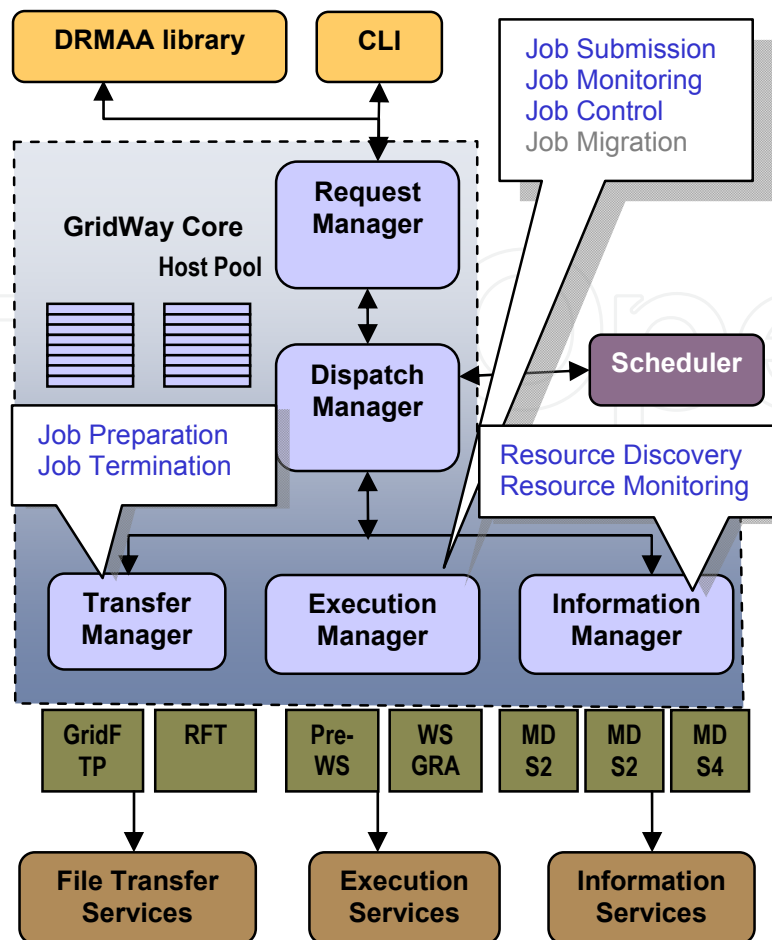 DRMAA library
CLI
Job Submission
Job Monitoring
Job Control
Job Migration
Request
Manager
GridWay Core
Host Pool
Dispatch
Manager
Scheduler
Job Preparation
Job Termination
Resource Discovery
Resource Monitoring
Transfer
Manager
Execution
Manager
Information
Manager
GridF
TP
RFT
Pre-
WS
WS
GRA
MD
S2
MD
S2
MD
S4
File Transfer
Services
Execution
Services
Information
Services